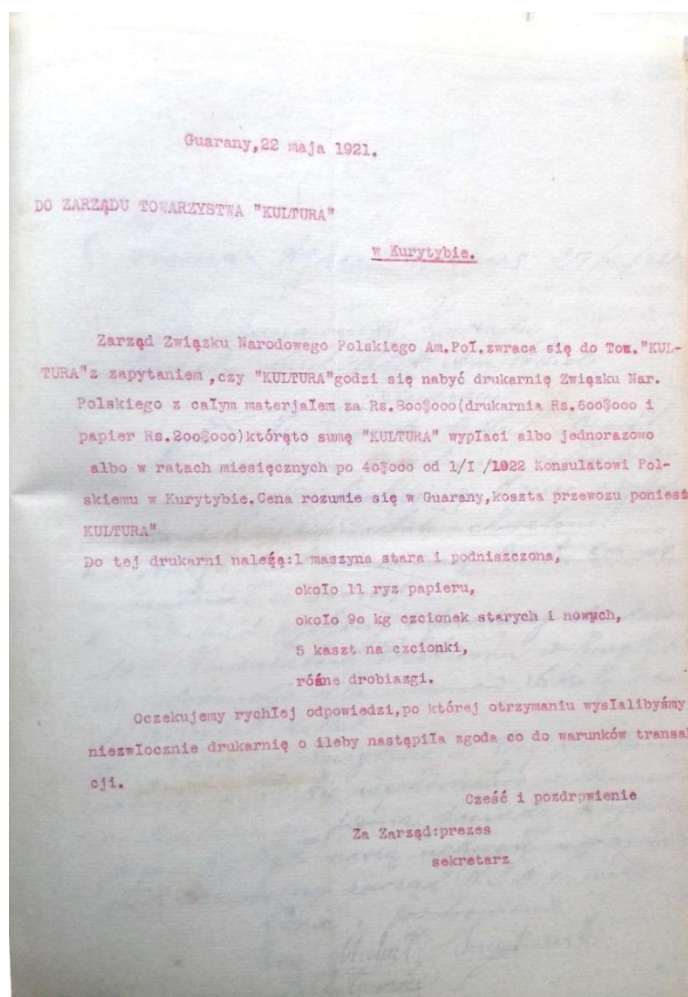 Guarany,22 maja 1921.
DO ZARZĄDU TOWARZYSTWA "KULTURA"
w Kurytybie.
Zarząd Związku Narodowego Polskiego Am.Poł.zwraca się do Tow."KUL-
TURA"z zapytaniem ,czy "KULTURA"godzi się nabyć drukarnię Związku Nar.
Polskiego z całym materjałem za Rs.800$000(drukarnia Rs.600$000 i
papier Rs.200$000)którąto sumę "KULTURA" wypłaci albo jednorazowo
albo w ratach miesięcznych po 40$000 od 1/I /1922 Konsulatowi Pol-
skiemu w Kurytybie.Cena rozumie się w Guarany,koszta przewozu poniesi
KULTURA"
Do tej drukarni należą:1 maszyna stara i podniszczona,
około 11 ryz papieru,
około 9o kg czcionek starych i nowych,
5 kaszt na czcionki,
różne drobiazgi.
Oczekujemy rychłej odpowiedzi,po której otrzymaniu wysłalibyśmy
niezwłocznie drukarnię o ileby nastąpiła zgoda co do warunków transak
cji.
Cześć i pozdrowienie
Za Zarząd:prezes
sekretarz